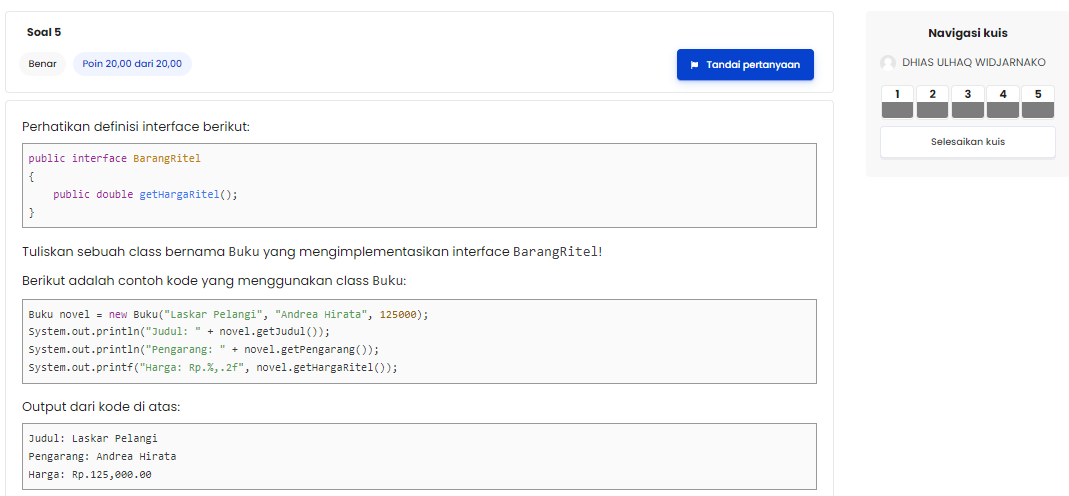 Soal 5
Benar
Poin 20,00 dari 20,00
Tandai pertanyaan
Perhatikan definisi interface berikut:
public interface BarangRitel
{
    public double getHargaRitel();
}
Tuliskan sebuah class bernama Buku yang mengimplementasikan interface BarangRitel!
Berikut adalah contoh kode yang menggunakan class Buku:
Buku novel = new Buku("Laskar Pelangi", "Andrea Hirata", 125000);
System.out.println("Judul: " + novel.getJudul());
System.out.println("Pengarang: " + novel.getPengarang());
System.out.printf("Harga: Rp.%,.2f", novel.getHargaRitel());
Output dari kode di atas:
Judul: Laskar Pelangi
Pengarang: Andrea Hirata
Harga: Rp.125,000.00
Navigasi kuis
DHIAS ULHAQ WIDJARNAKO
1 2 3 4 5
Selesaikan kuis